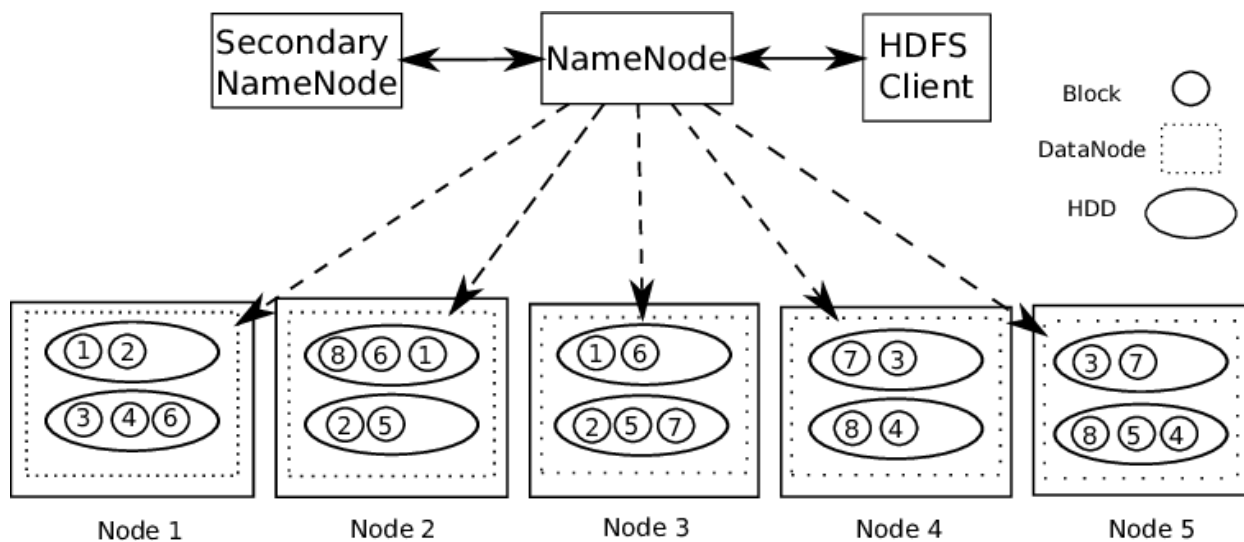 Secondary
NameNode
NameNode
HDFS
Client
Block
DataNode
HDD
1 2
3 4 6
8 6 1
2 5
1 6
2 5 7
7 3
8 4
3 7
8 5 4
Node 1
Node 2
Node 3
Node 4
Node 5